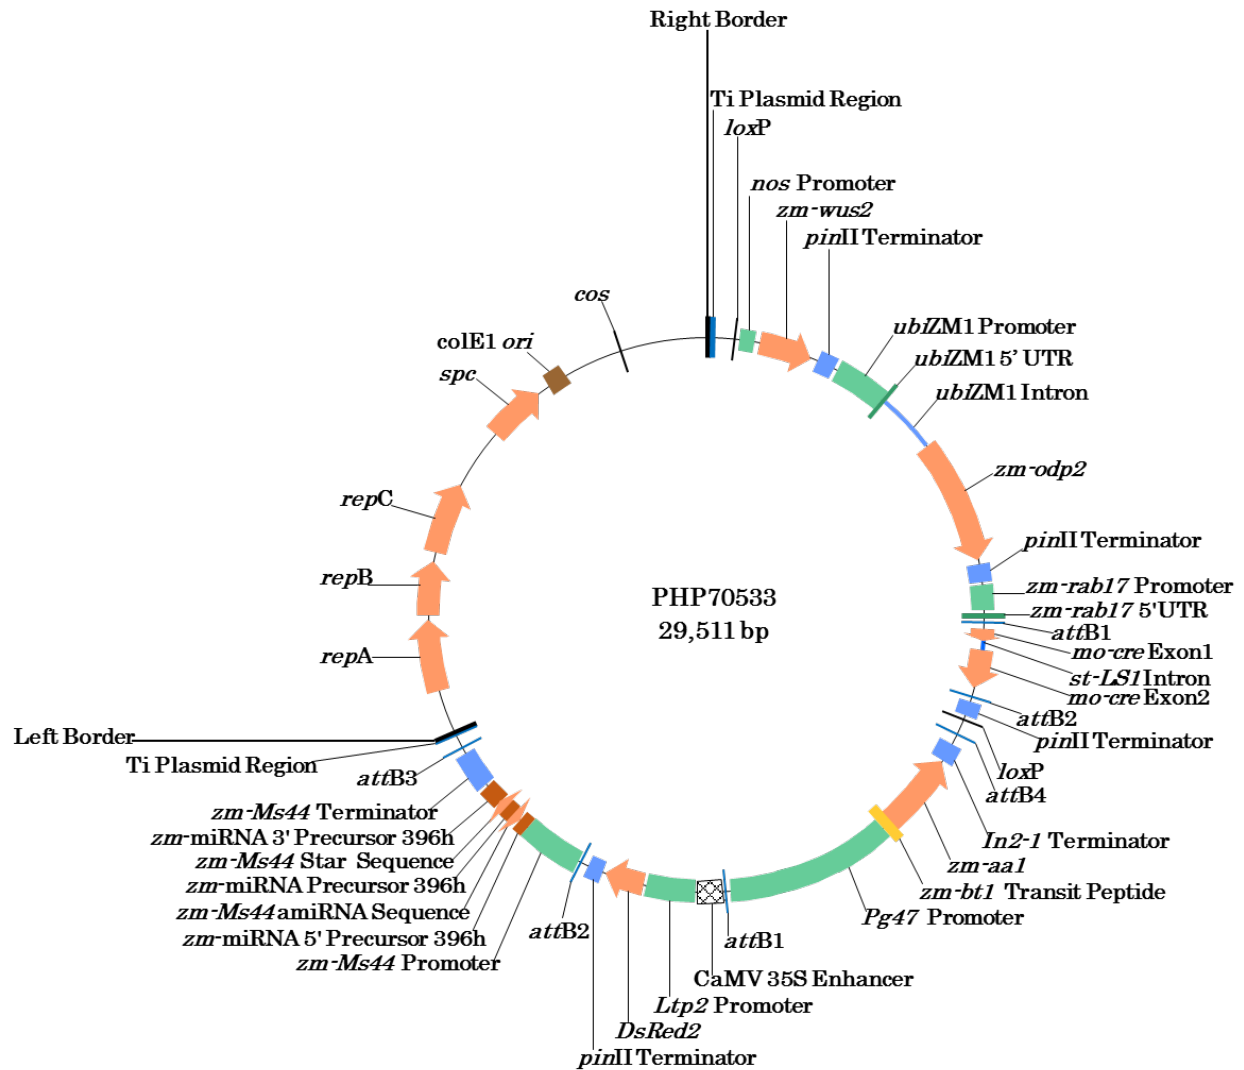 Right Border
Ti Plasmid Region
loxP
nos Promoter
zm-wus2
pinII Terminator
ubiZM1 Promoter
ubiZM1 5’ UTR
ubiZM1 Intron
zm-odp2
pinII Terminator
zm-rab17 Promoter
zm-rab17 5'UTR
attB1
mo-cre Exon1
st-LS1 Intron
mo-cre Exon2
attB2
pinII Terminator
loxP
attB4
In2-1 Terminator
zm-aa1
zm-bt1 Transit Peptide
Pg47 Promoter
attB1
CaMV 35S Enhancer
Ltp2 Promoter
DsRed2
pinII Terminator
attB2
zm-Ms44 Promoter
zm-miRNA 5' Precursor 396h
zm-Ms44 amiRNA Sequence
zm-miRNA Precursor 396h
zm-Ms44 Star Sequence
zm-miRNA 3' Precursor 396h
zm-Ms44 Terminator
attB3
Ti Plasmid Region
Left Border
repA
repB
repC
spc
colE1 ori
cos
PHP70533
29,511 bp